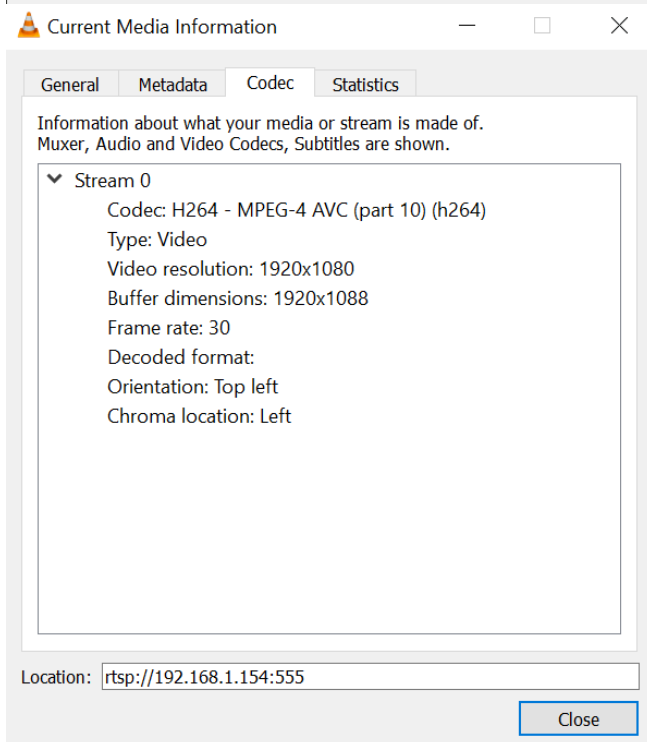 Current Media Information
General Metadata Codec Statistics
Information about what your media or stream is made of.
Muxer, Audio and Video Codecs, Subtitles are shown.
Stream 0
Codec: H264 - MPEG-4 AVC (part 10) (h264)
Type: Video
Video resolution: 1920x1080
Buffer dimensions: 1920x1088
Frame rate: 30
Decoded format:
Orientation: Top left
Chroma location: Left
Location: rtsp://192.168.1.154:555
Close